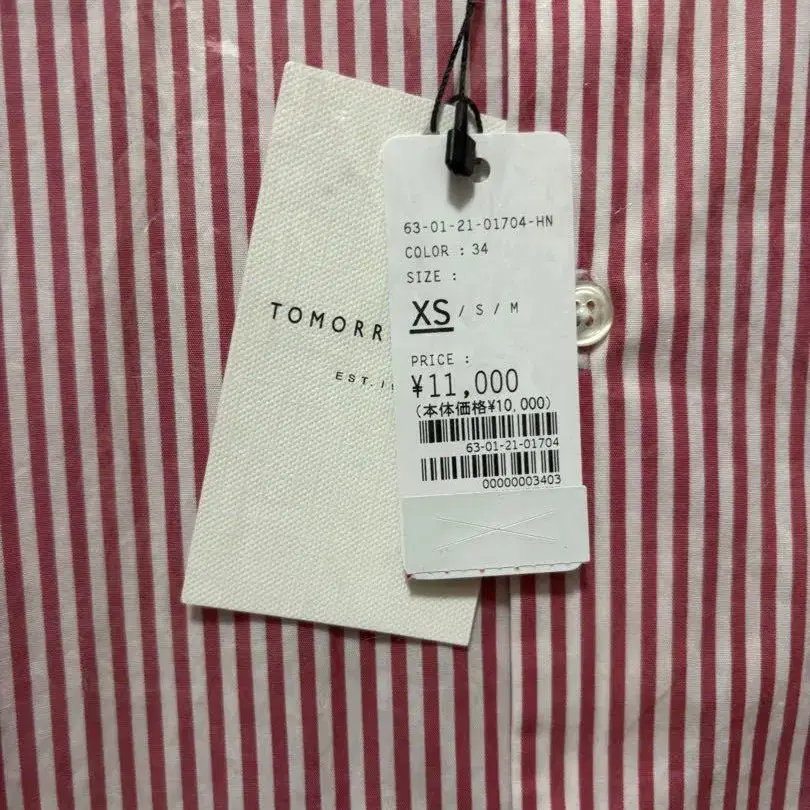 TOMORR
EST.1
63-01-21-01704-HN
COLOR : 34
SIZE :
XS / S / M
PRICE :
¥11,000
(本体価格¥10,000)
63-01-21-01704
00000003403